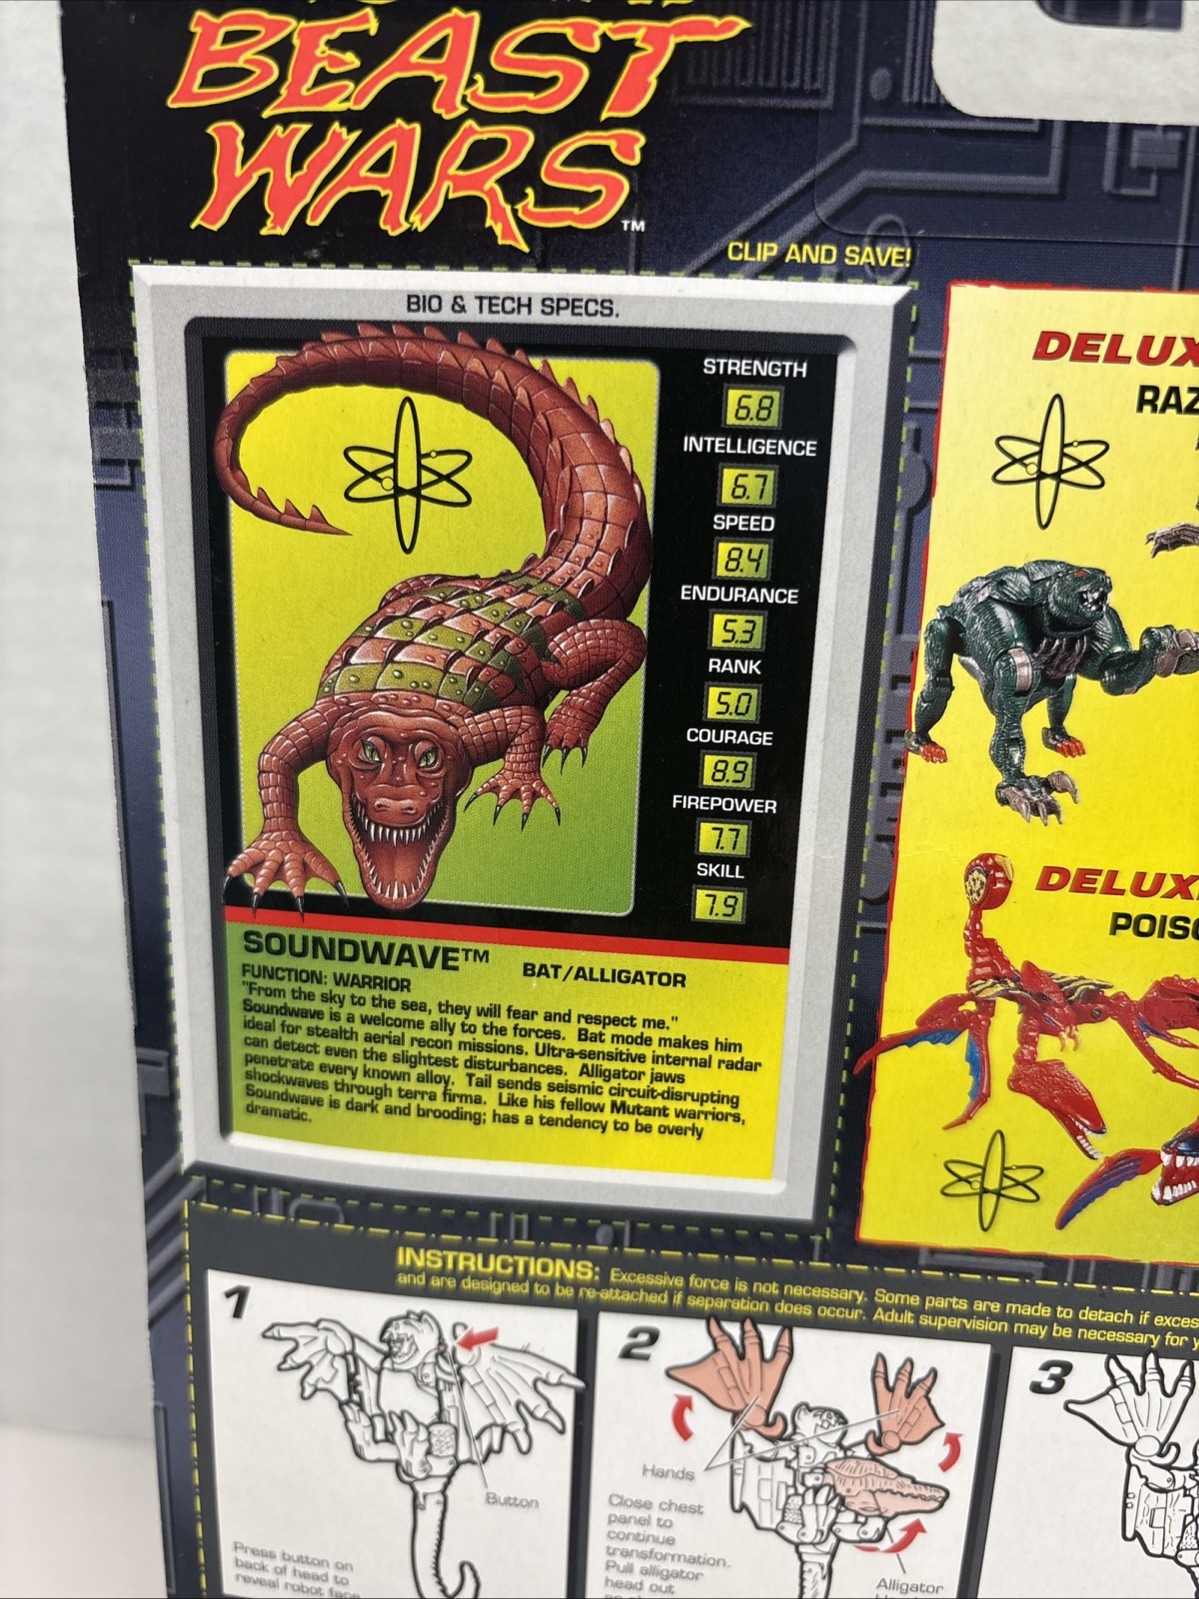 BEAST
WARS™
CLIP AND SAVE!
BIO & TECH SPECS.
STRENGTH
6.8
INTELLIGENCE
6.7
SPEED
8.4
ENDURANCE
5.3
RANK
5.0
COURAGE
8.9
FIREPOWER
7.7
SKILL
7.9
SOUNDWAVE™ BAT/ALLIGATOR
FUNCTION: WARRIOR
"From the sky to the sea, they will fear and respect me."
Soundwave is a welcome ally to the forces. Bat mode makes him
ideal for stealth aerial recon missions. Ultra-sensitive internal radar
can detect even the slightest disturbances. Alligator jaws
penetrate every known alloy. Tail sends seismic circuit-disrupting
shockwaves through terra firma. Like his fellow Mutant warriors,
Soundwave is dark and brooding; has a tendency to be overly
dramatic.
DELUX
RAZ
DELUX
POIS
INSTRUCTIONS: Excessive force is not necessary. Some parts are made to detach if exces
and are designed to be re-attached if separation does occur. Adult supervision may be necessary for y
1
Button
Press button on
back of head to
reveal robot face
2
Hands
Close chest
panel to
continue
transformation.
Pull alligator
head out
Alligator
3